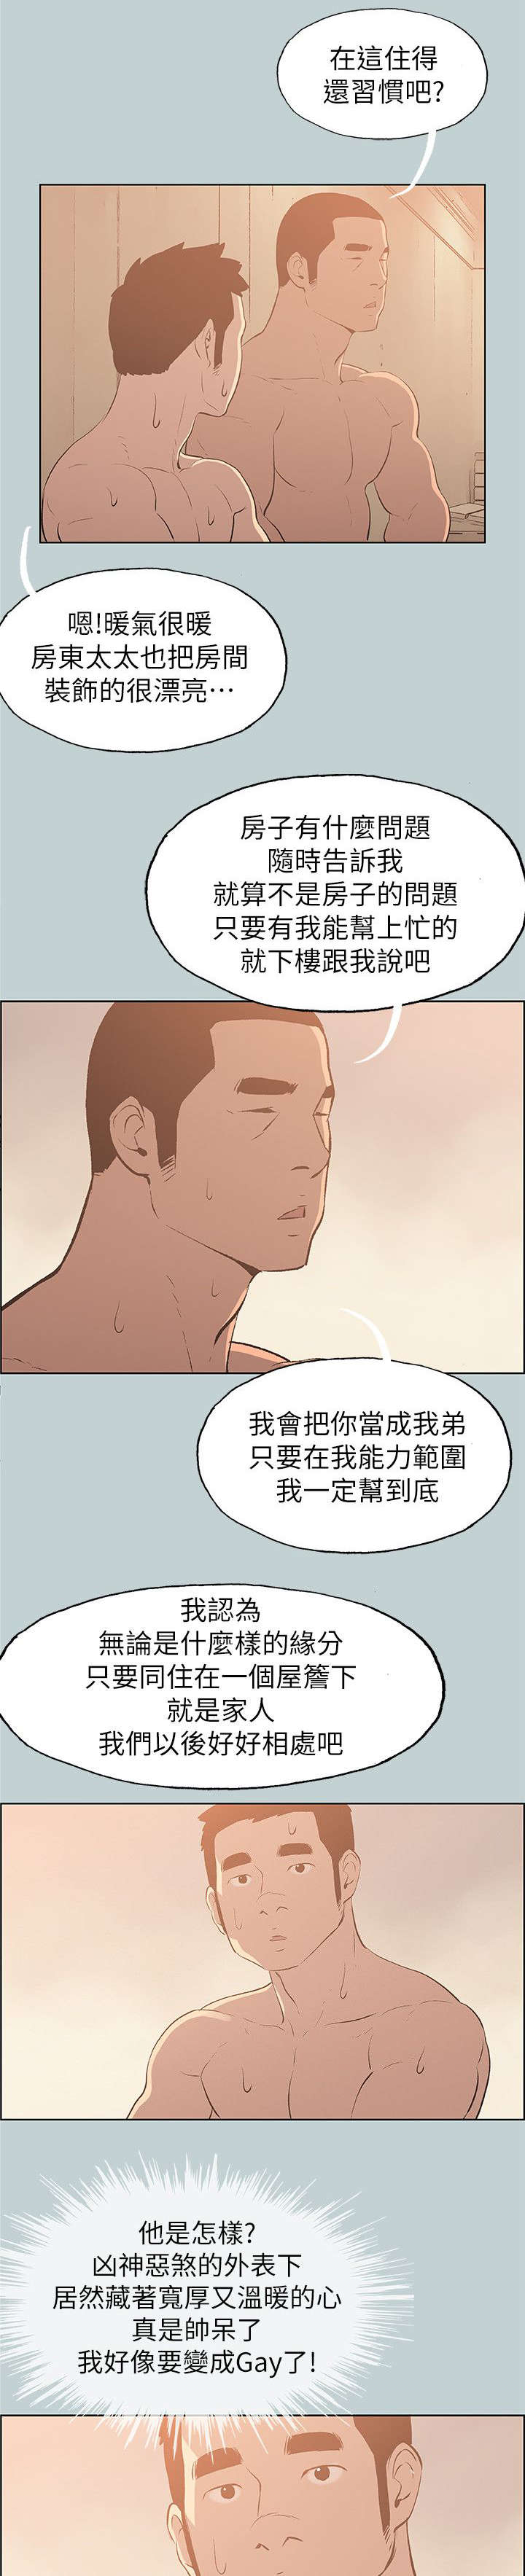 在這住得
還習慣吧?
嗯!暖氣很暖
房東太太也把房間
裝飾的很漂亮⋯
房子有什麼問題
隨時告訴我
就算不是房子的問題
只要有我能幫上忙的
就下樓跟我說吧
我會把你當成我弟
只要在我能力範圍
我一定幫到底
我認為
無論是什麼樣的緣分
只要同住在一個屋簷下
就是家人
我們以後好好相處吧
他是怎樣?
凶神惡煞的外表下
居然藏著寬厚又溫暖的心
真是帥呆了
我好像要變成Gay了!